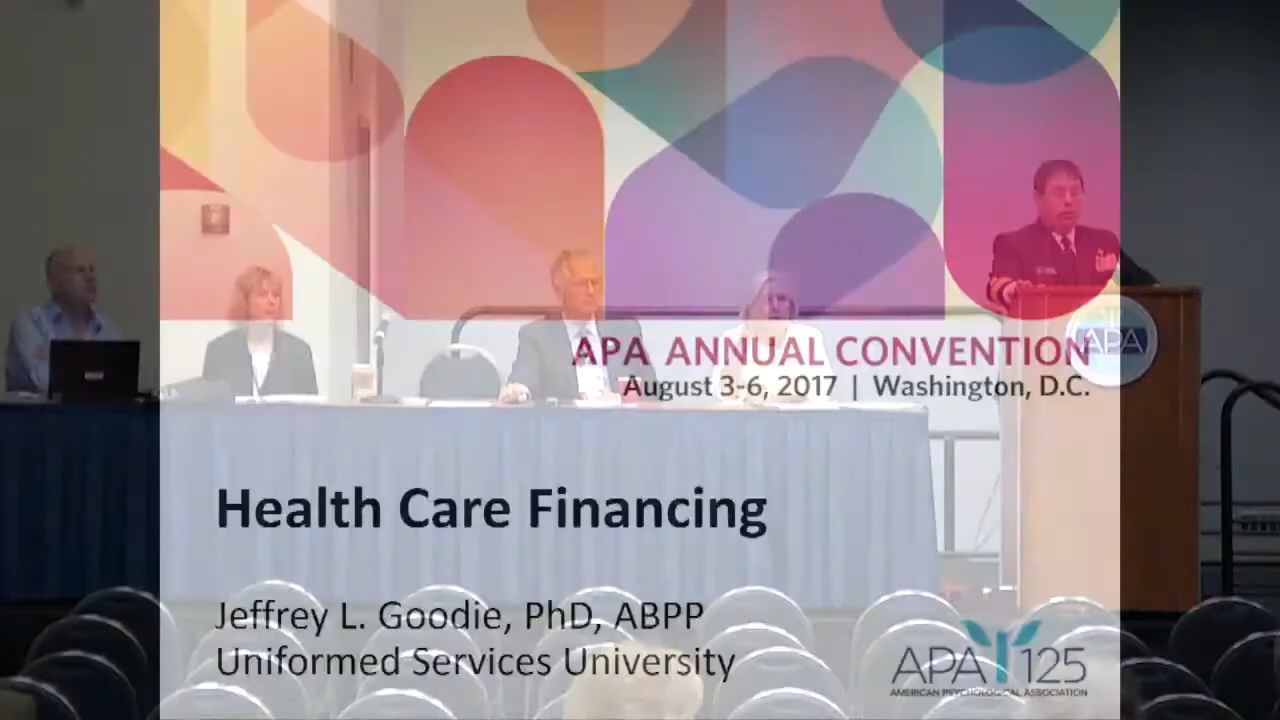 APA ANNUAL CONVENTION
August 3-6, 2017 | Washington, D.C.
APA
Health Care Financing
Jeffrey L. Goodie, PhD, ABPP
Uniformed Services University
APA 125
AMERICAN PSYCHOLOGICAL ASSOCIATION